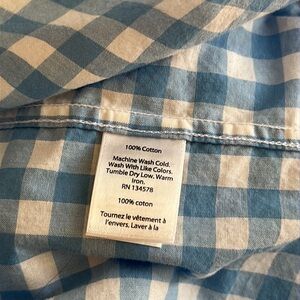 100% Cotton
Machine Wash Cold.
Wash With Like Colors.
Tumble Dry Low. Warm
Iron.
RN 134578
100% coton
Tournez le vêtement à
l'envers, Laver à la